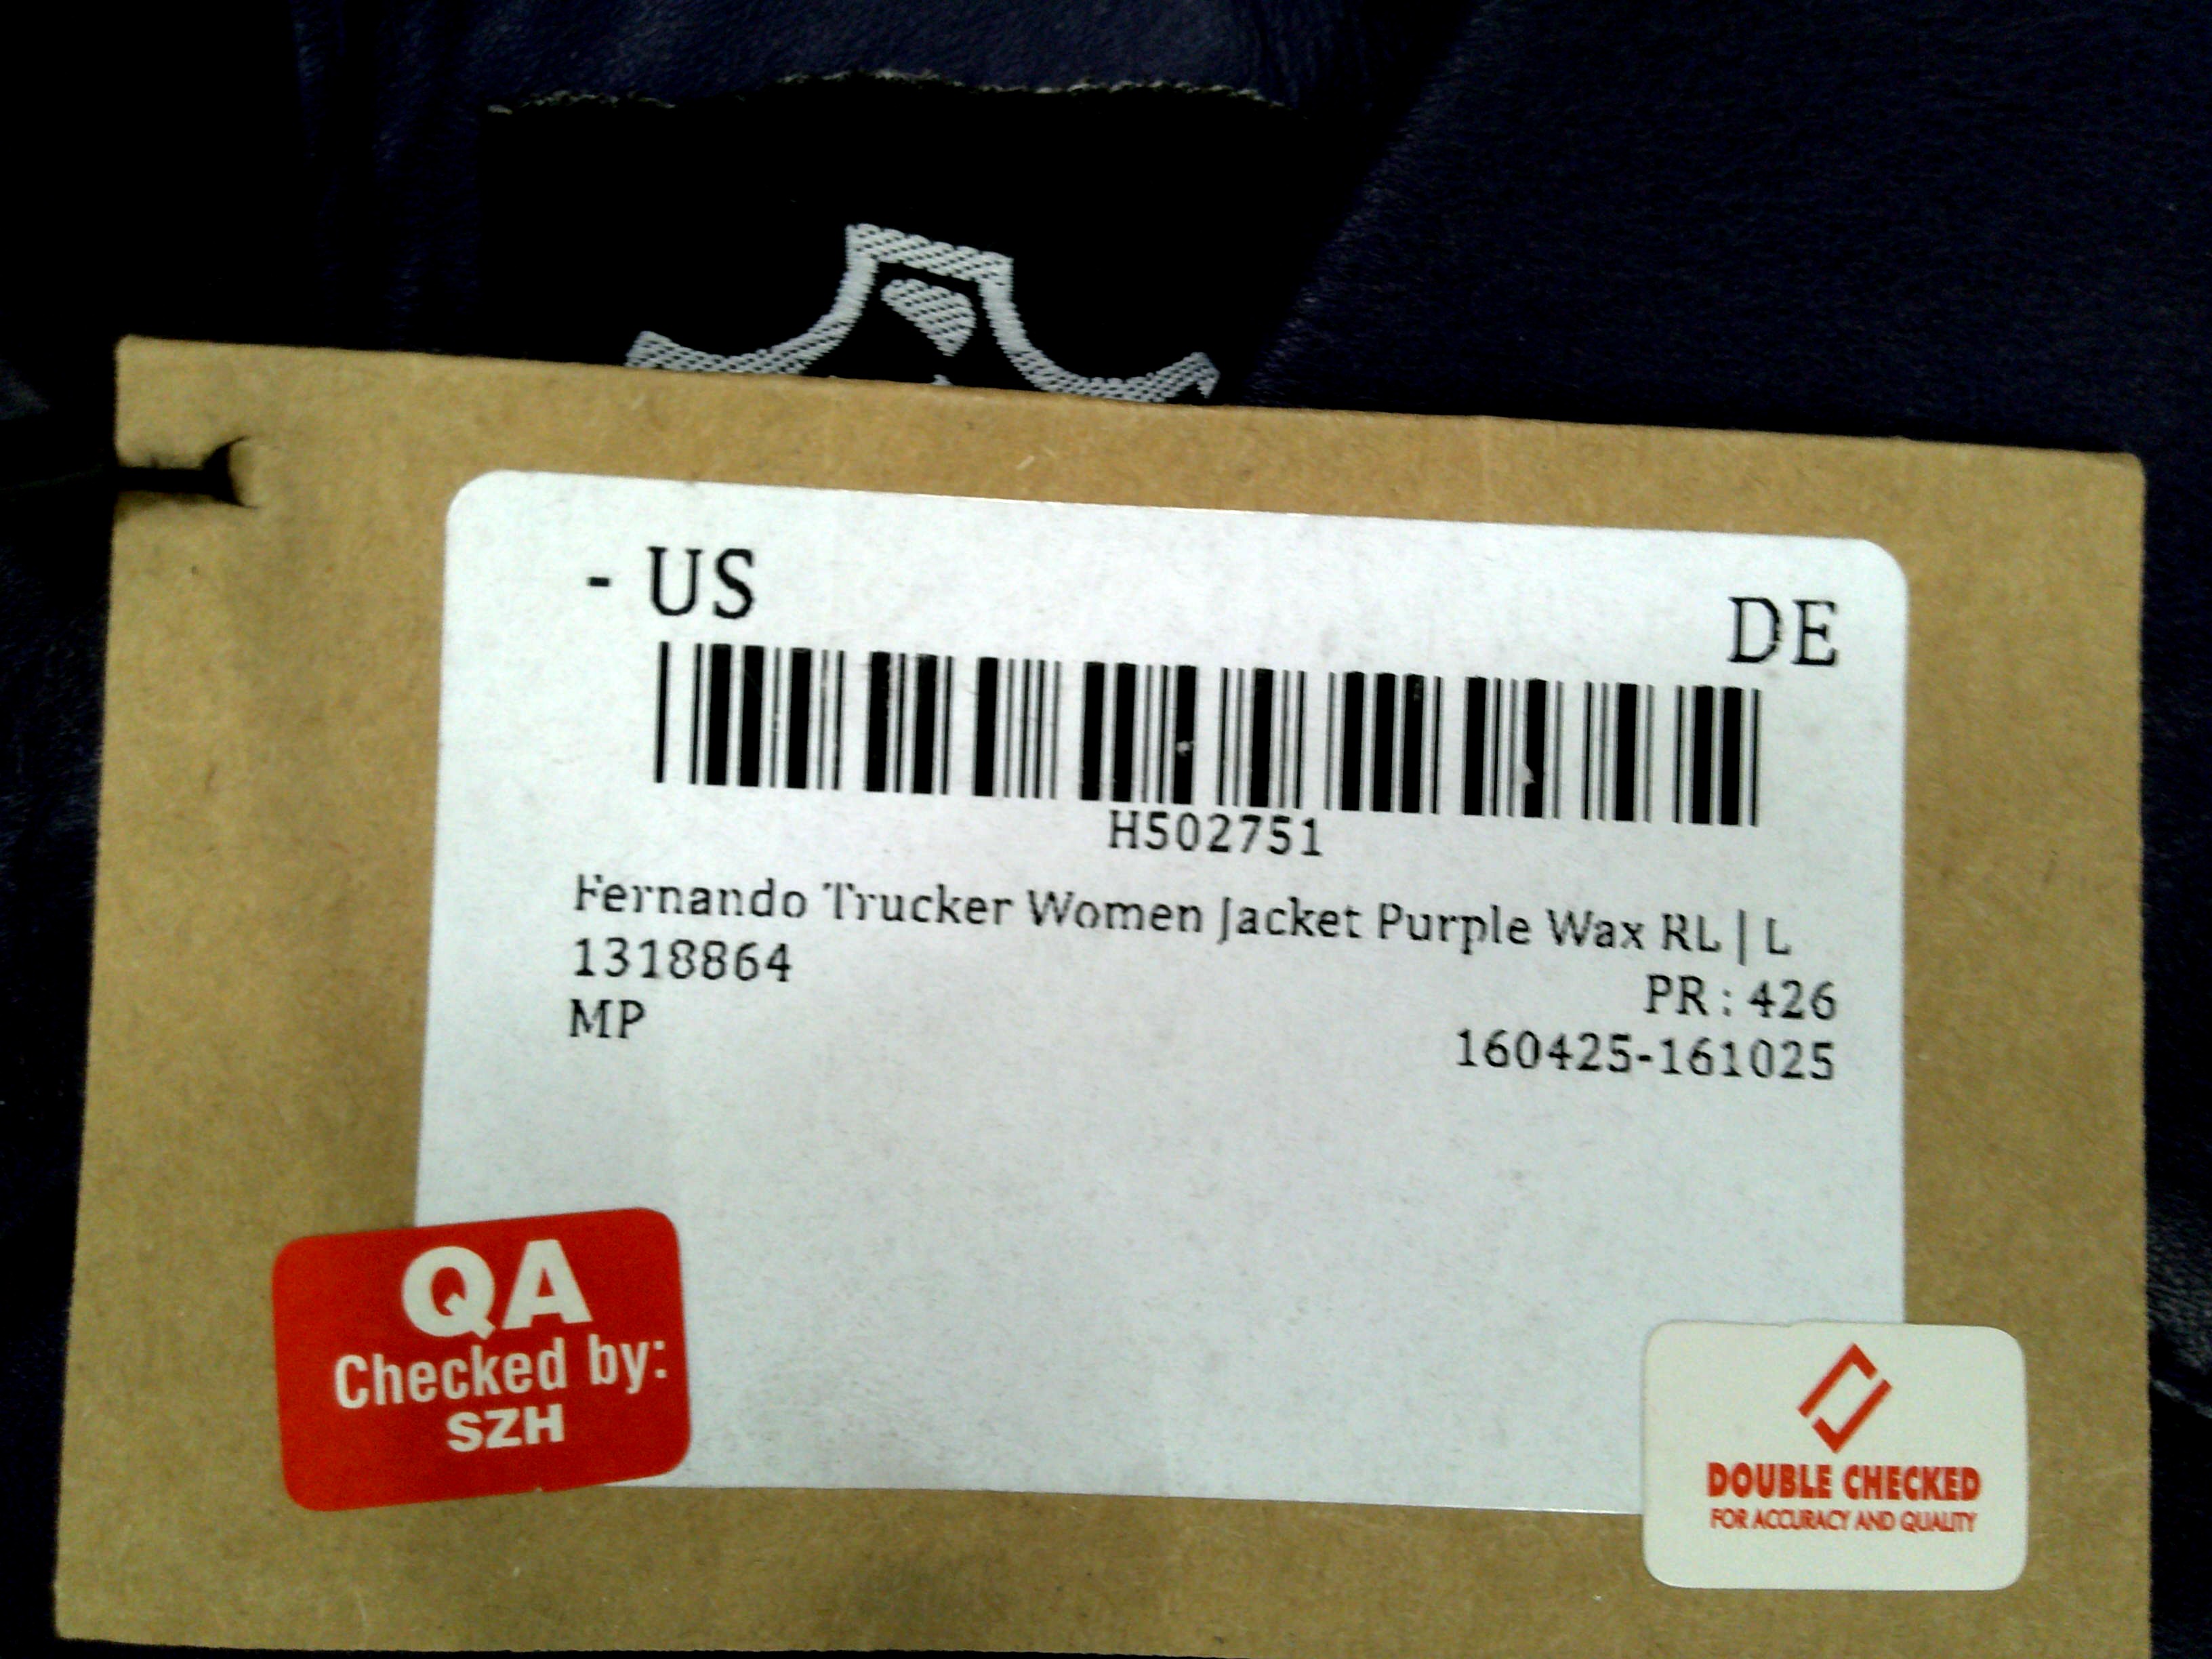 - US
DE
H502751
Fernando Trucker Women Jacket Purple Wax RL | L
1318864
PR : 426
MP
160425-161025
QA
Checked by:
SZH
DOUBLE CHECKED
FOR ACCURACY AND QUALITY